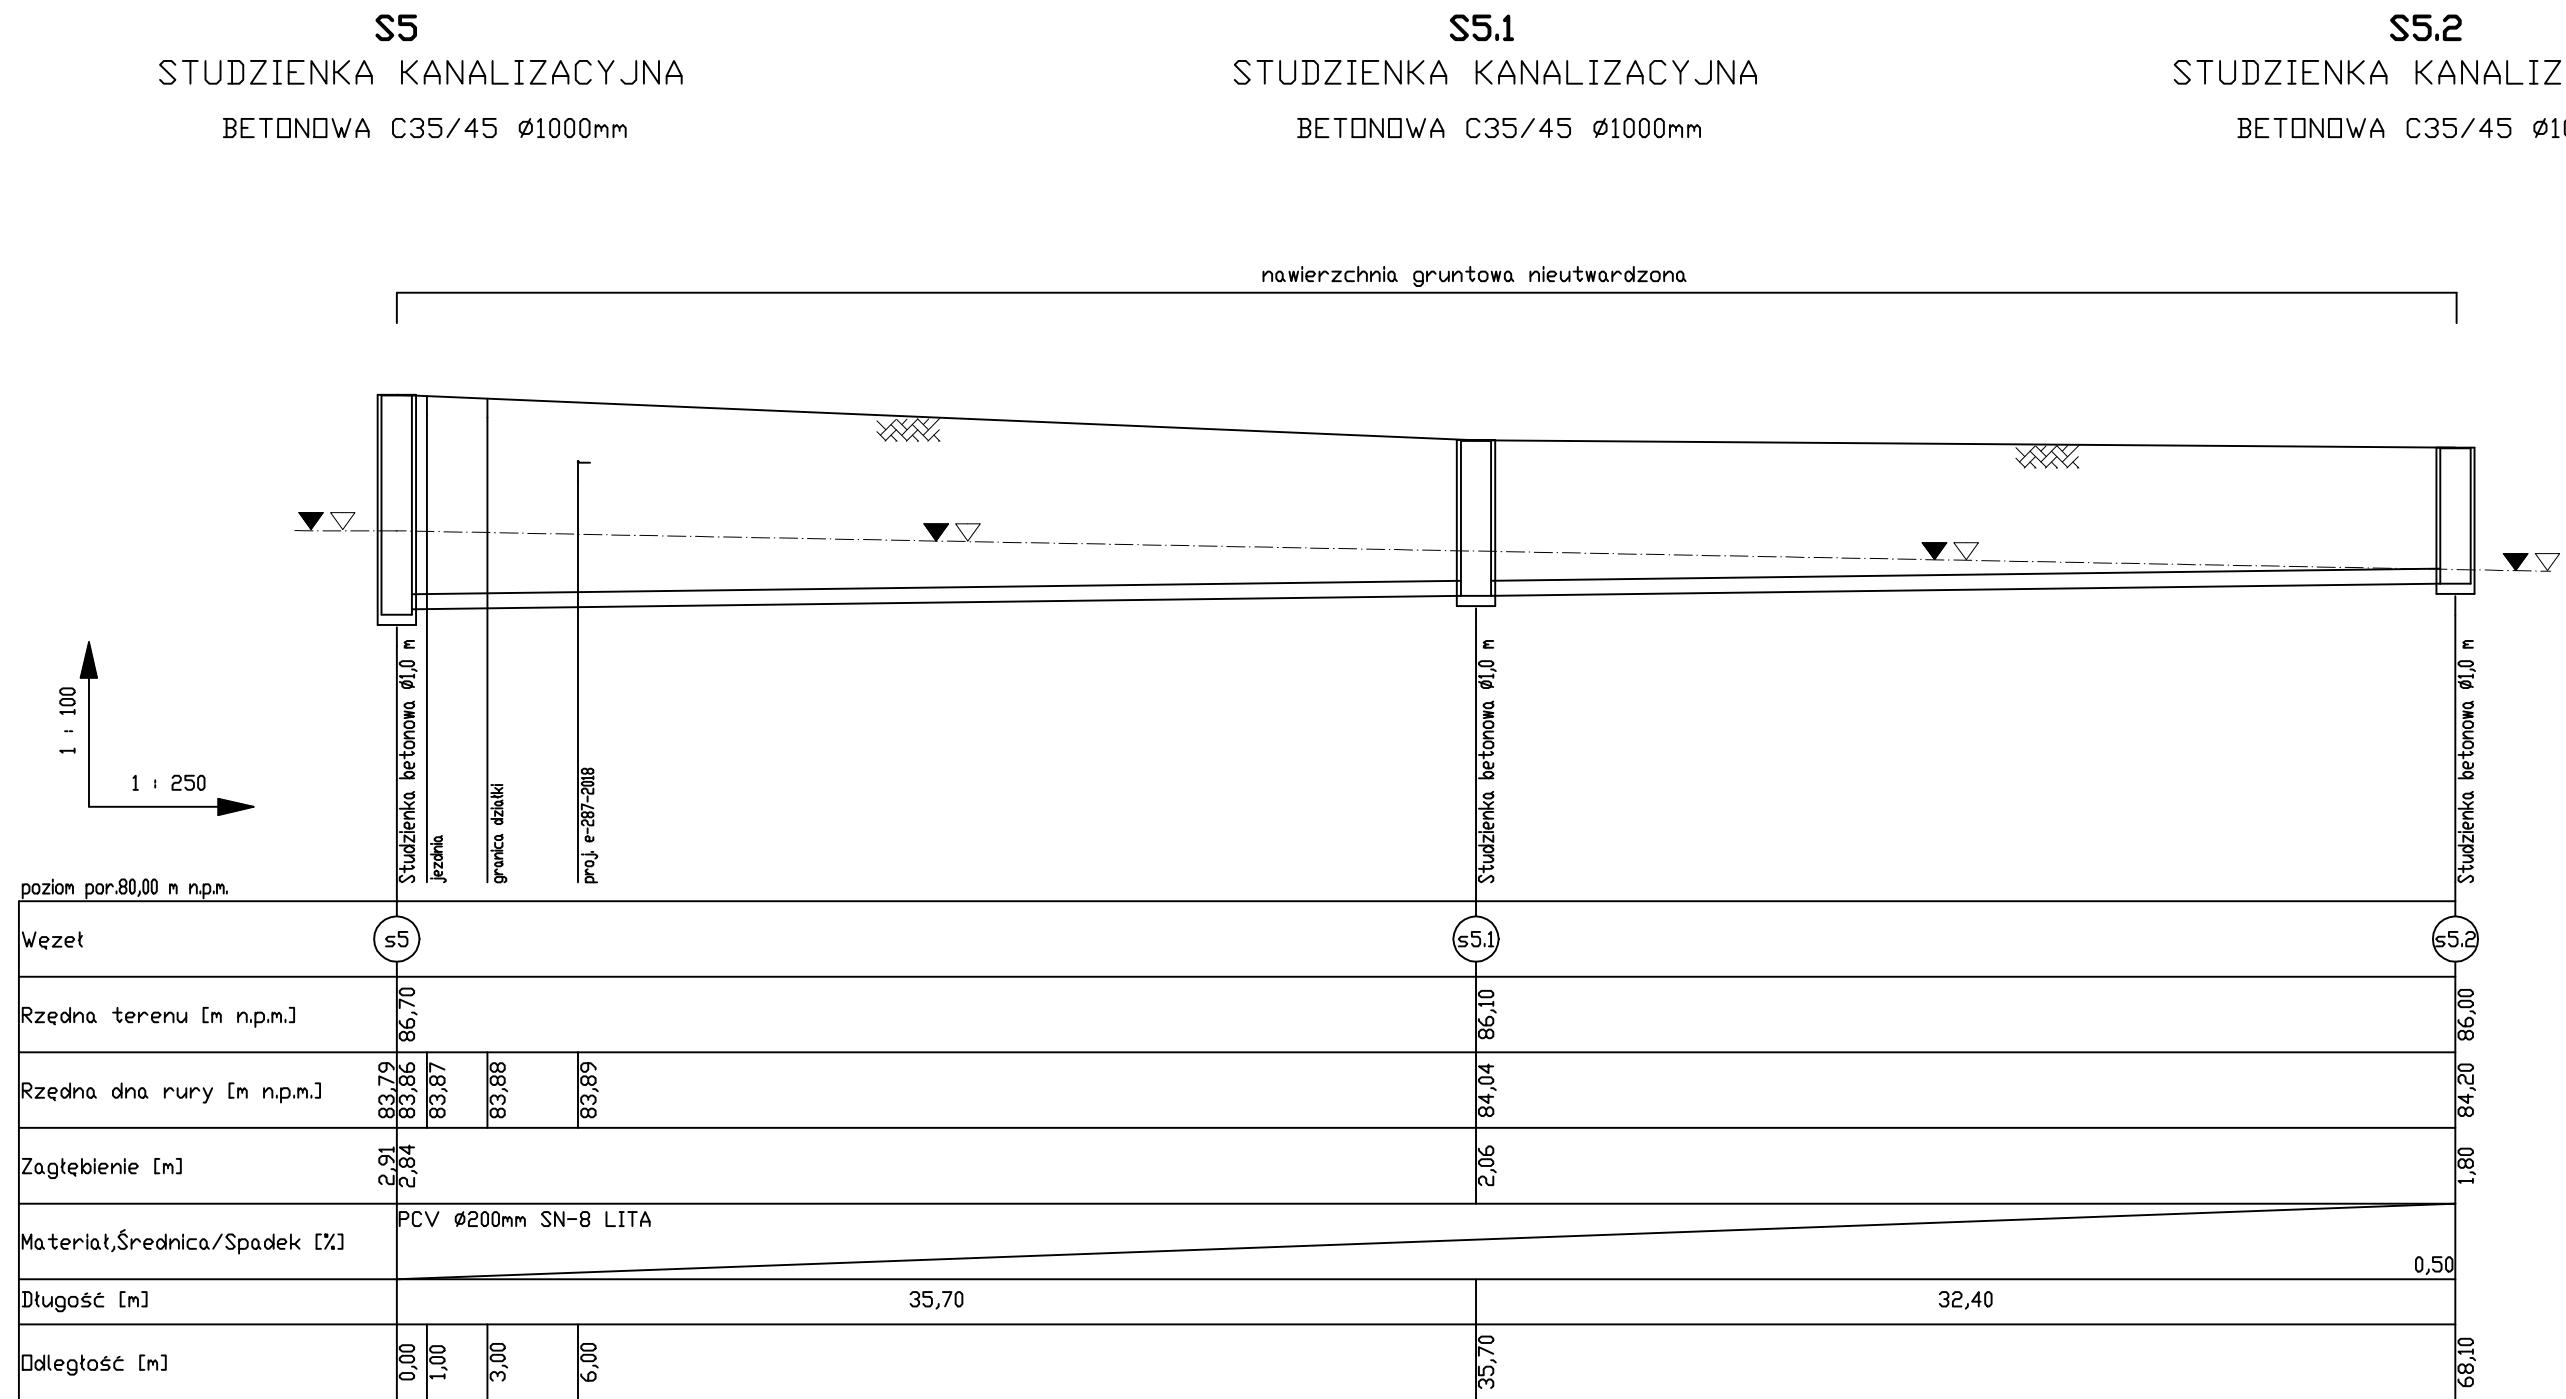 S5
STUDZIENKA KANALIZACYJNA
BETONOWA C35/45 Ø1000mm
S5.1
STUDZIENKA KANALIZACYJNA
BETONOWA C35/45 Ø1000mm
S5.2
STUDZIENKA KANALIZ
BETONOWA C35/45 Ø10
nawierzchnia gruntowa nieutwardzona
1 : 100
1 : 250
Studzienka betonowa Ø1,0 m
jezdnia
granica działki
proj. e-287-2018
Studzienka betonowa Ø1,0 m
Studzienka betonowa Ø1,0 m
poziom por.80,00 m n.p.m.
Węzeł s5 s5.1 s5.2
Rzędna terenu [m n.p.m.] 86,70 86,10 86,00
Rzędna dna rury [m n.p.m.] 83,79 83,86 83,87 83,88 83,89 84,04 84,20
Zagłębienie [m] 2,91 2,84 2,06 1,80
PCV Ø200mm SN-8 LITA
Materiał,Średnica/Spadek [%] 0,50
Długość [m] 35,70 32,40
Odległość [m] 0,00 1,00 3,00 6,00 35,70 68,10